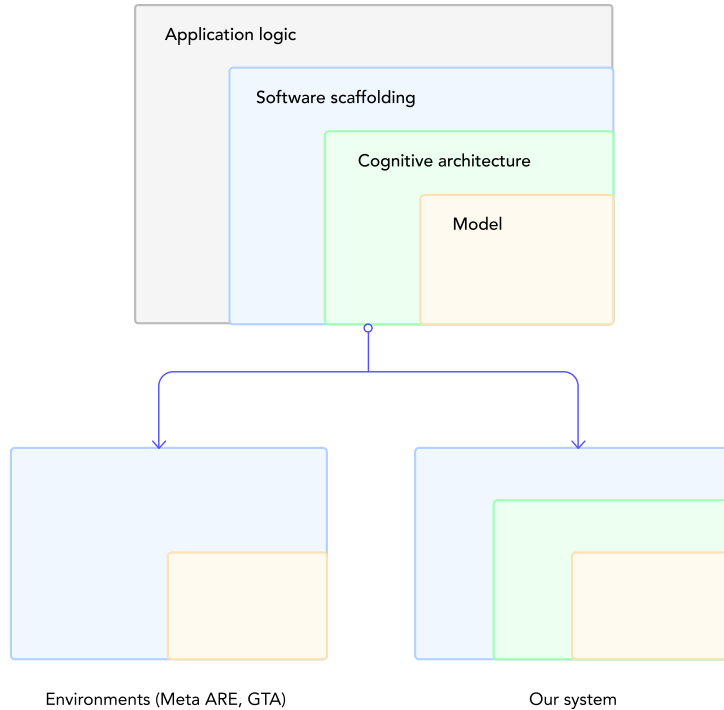 Application logic
Software scaffolding
Cognitive architecture
Model
Environments (Meta ARE, GTA)
Our system